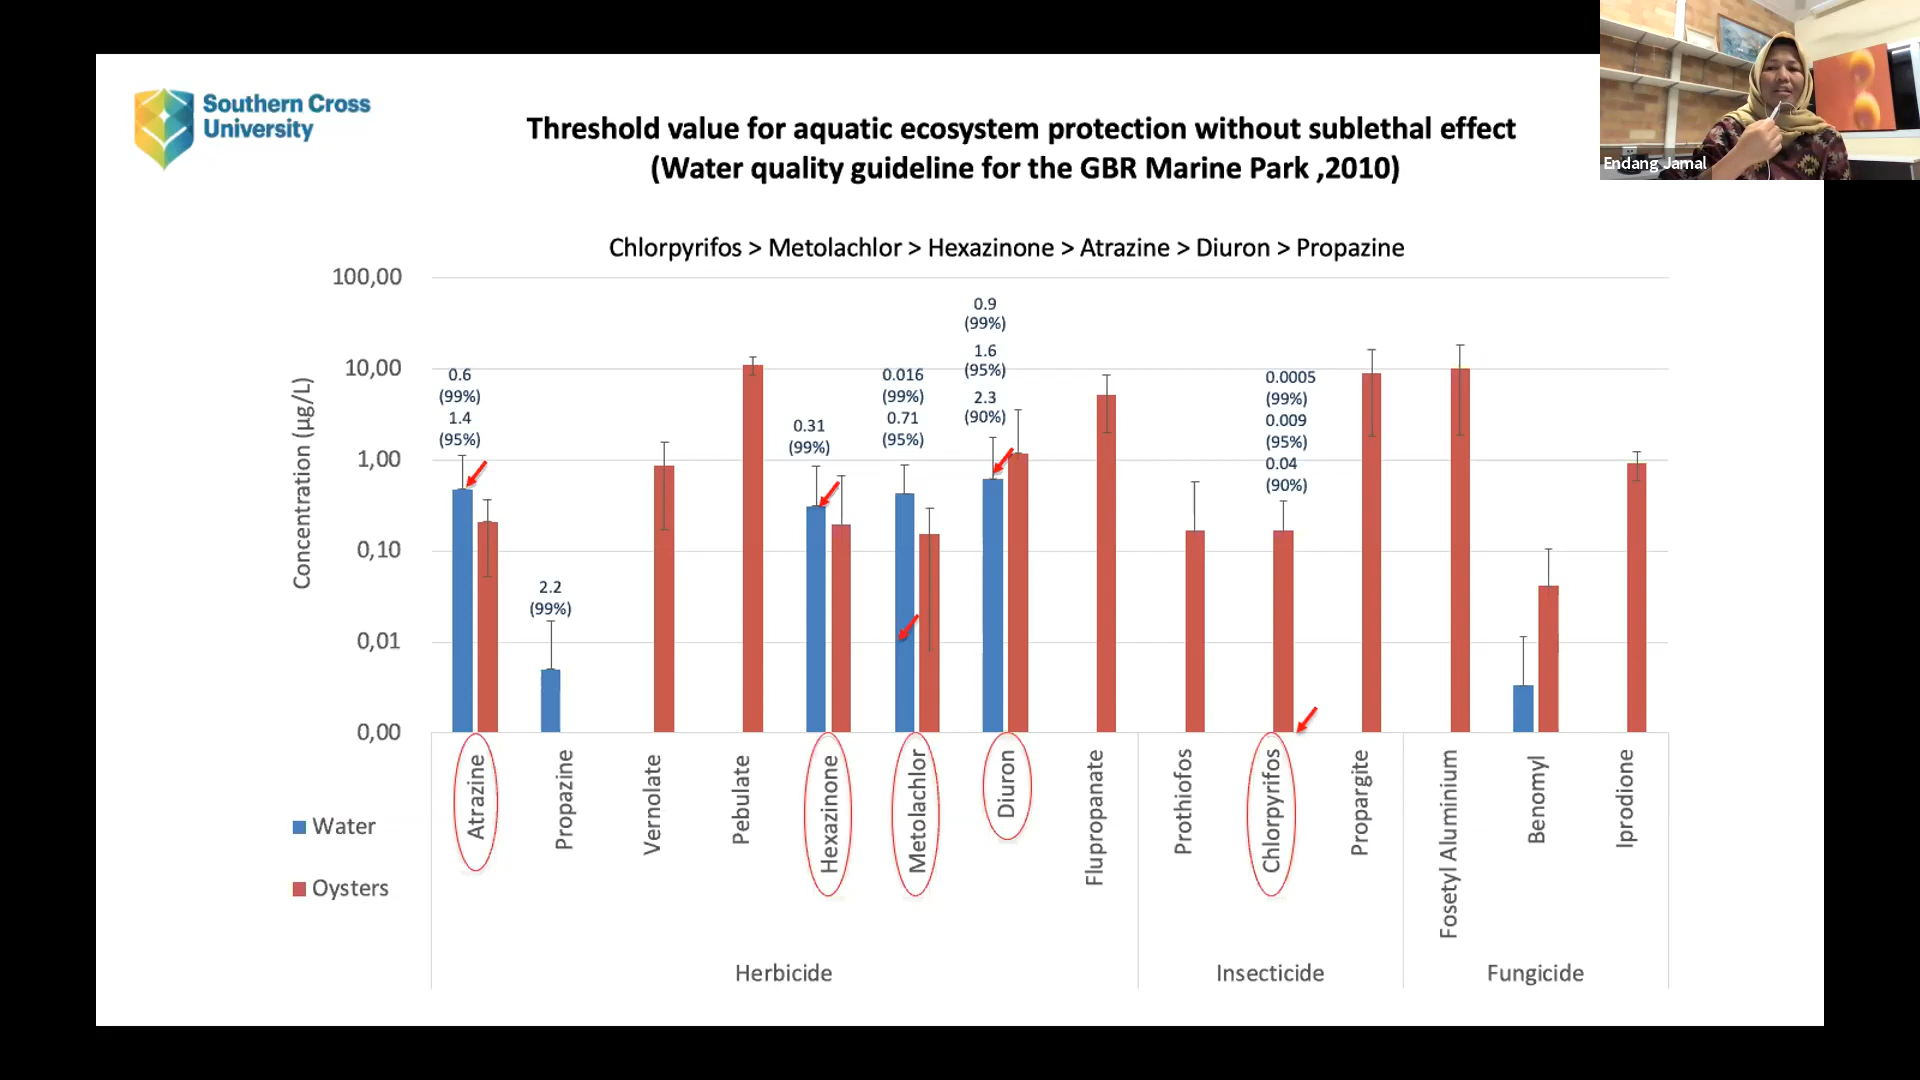 Southern Cross
University
Threshold value for aquatic ecosystem protection without sublethal effect
(Water quality guideline for the GBR Marine Park ,2010)
Endang Jamal
Chlorpyrifos > Metolachlor > Hexazinone > Atrazine > Diuron > Propazine
Concentration (µg/L)
100,00
10,00
1,00
0,10
0,01
0,00
0.6
(99%)
1.4
(95%)
2.2
(99%)
0.31
(99%)
0.016
(99%)
0.71
(95%)
0.9
(99%)
1.6
(95%)
2.3
(90%)
0.0005
(99%)
0.009
(95%)
0.04
(90%)
Atrazine
Propazine
Vernolate
Pebulate
Hexazinone
Metolachlor
Diuron
Flupropanate
Prothiofos
Chlorpyrifos
Propargite
Fosetyl Aluminium
Benomyl
Iprodione
Water
Oysters
Herbicide
Insecticide
Fungicide